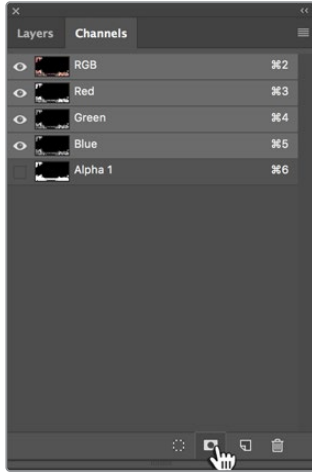 Layers Channels
RGB ⌘2
Red ⌘3
Green ⌘4
Blue ⌘5
Alpha 1 ⌘6